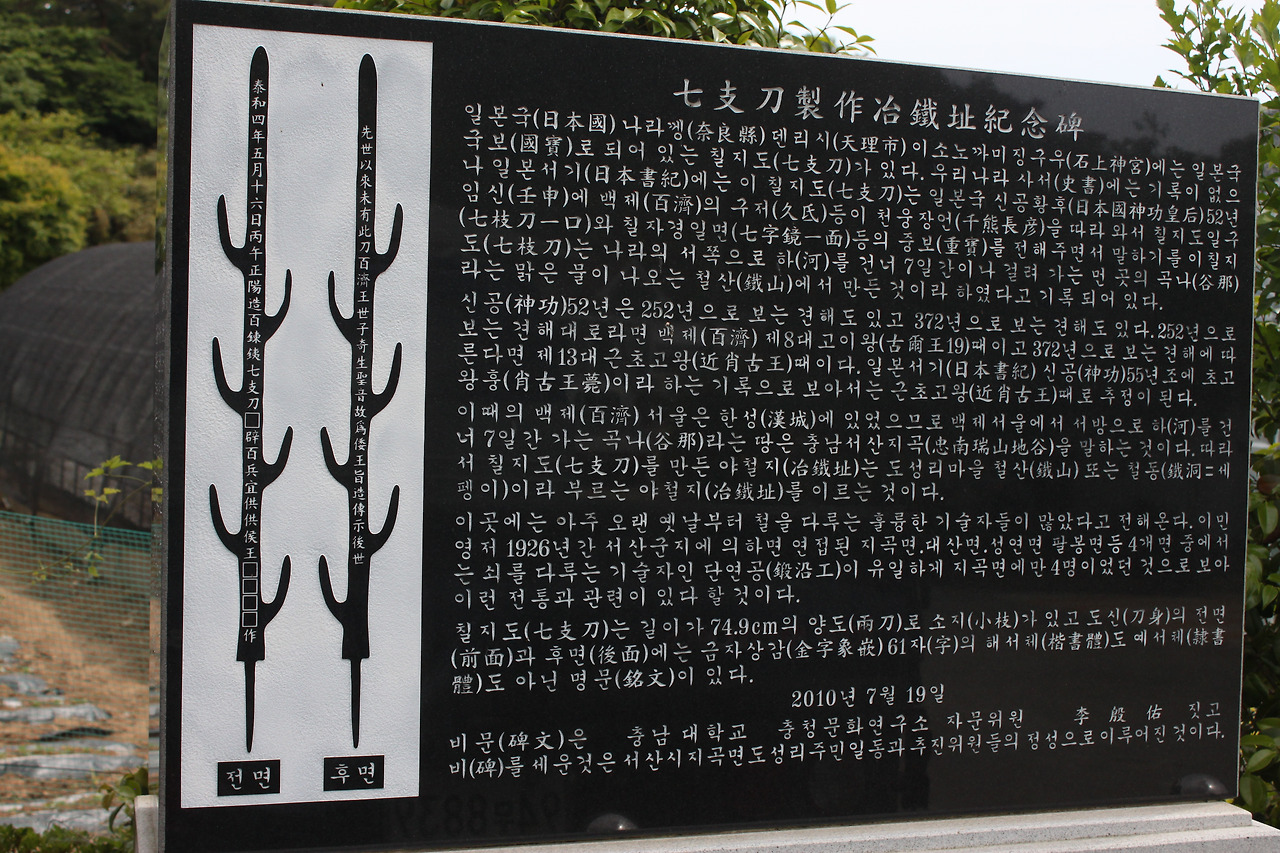 泰和四年五月十六日丙午正陽造百錬銕七支刀□辟百兵宜供供侯王□□□□作
先世以來未有此刀百濟王世子奇生聖音故爲倭王旨造傳示後世
전면
후면
七支刀製作冶鐵址紀念碑
일본국(日本國) 나라껭(奈良縣) 덴리시(天理市) 이소노까미징구우(石上神宮)에는 일본국
국보(國寶)로 되어 있는 칠지도(七支刀)가 있다. 우리나라 사서(史書)에는 기록이 없으
나 일본서기(日本書紀)에는 이 칠지도(七支刀)는 일본국 신공황후(日本國神功皇后)52년
임신(壬申)에 백제(百濟)의 구저(久氐)등이 천웅장언(千熊長彦)을 따라 와서 칠지도일구
(七枝刀一口)와 칠자경일면(七字鏡一面)등의 중보(重寶)를 전해주면서 말하기를 이칠지
도(七枝刀)는 나라의 서쪽으로 하(河)를 건너 7일간이나 걸려 가는 먼 곳의 곡나(谷那)
라는 맑은 물이 나오는 철산(鐵山)에서 만든 것이라 하였다고 기록 되어 있다.
신공(神功)52년은 252년으로 보는 견해도 있고 372년으로 보는 견해도 있다. 252년으로
보는 견해대로라면 백제(百濟) 제8대 고이왕(古爾王19)때이고 372년으로 보는 견해에 따
른다면 제13대 근초고왕(近肖古王)때이다. 일본서기(日本書紀) 신공(神功)55년조에 초고
왕흥(肖古王薨)이라 하는 기록으로 보아서는 근초고왕(近肖古王)때로 추정이 된다.
이때의 백제(百濟) 서울은 한성(漢城)에 있었으므로 백제서울에서 서방으로 하(河)를 건
너 7일간 가는 곡나(谷那)라는 땅은 충남서산지곡(忠南瑞山地谷)을 말하는 것이다. 따라
서 칠지도(七支刀)를 만든 야철지(冶鐵址)는 도성리마을 철산(鐵山) 또는 철동(鐵洞=세
펭이)이라 부르는 야철지(冶鐵址)를 이르는 것이다.
이곳에는 아주 오랜 옛날부터 철을 다루는 훌륭한 기술자들이 많았다고 전해온다. 이민
영저 1926년간 서산군지에 의하면 연접된 지곡면.대산면.성연면 팔봉면등 4개면 중에서
는 쇠를 다루는 기술자인 단연공(鍛沿工)이 유일하게 지곡면에만 4명이었던 것으로 보아
이런 전통과 관련이 있다 할 것이다.
칠지도(七支刀)는 길이가 74.9cm의 양도(兩刀)로 소지(小枝)가 있고 도신(刀身)의 전면
(前面)과 후면(後面)에는 금자상감(金字象嵌) 61자(字)의 해서체(楷書體)도 예서체(隷書
體)도 아닌 명문(銘文)이 있다.
2010년 7월 19일
비문(碑文)은 충남대학교 충청문화연구소 자문위원 李殷佑 짓고
비(碑)를 세운것은 서산시지곡면도성리주민일동과추진위원들의 정성으로이루어진 것이다.